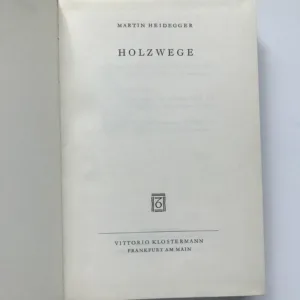 MARTIN HEIDEGGER
HOLZWEGE
VITTORIO KLOSTERMANN
FRANKFURT AM MAIN